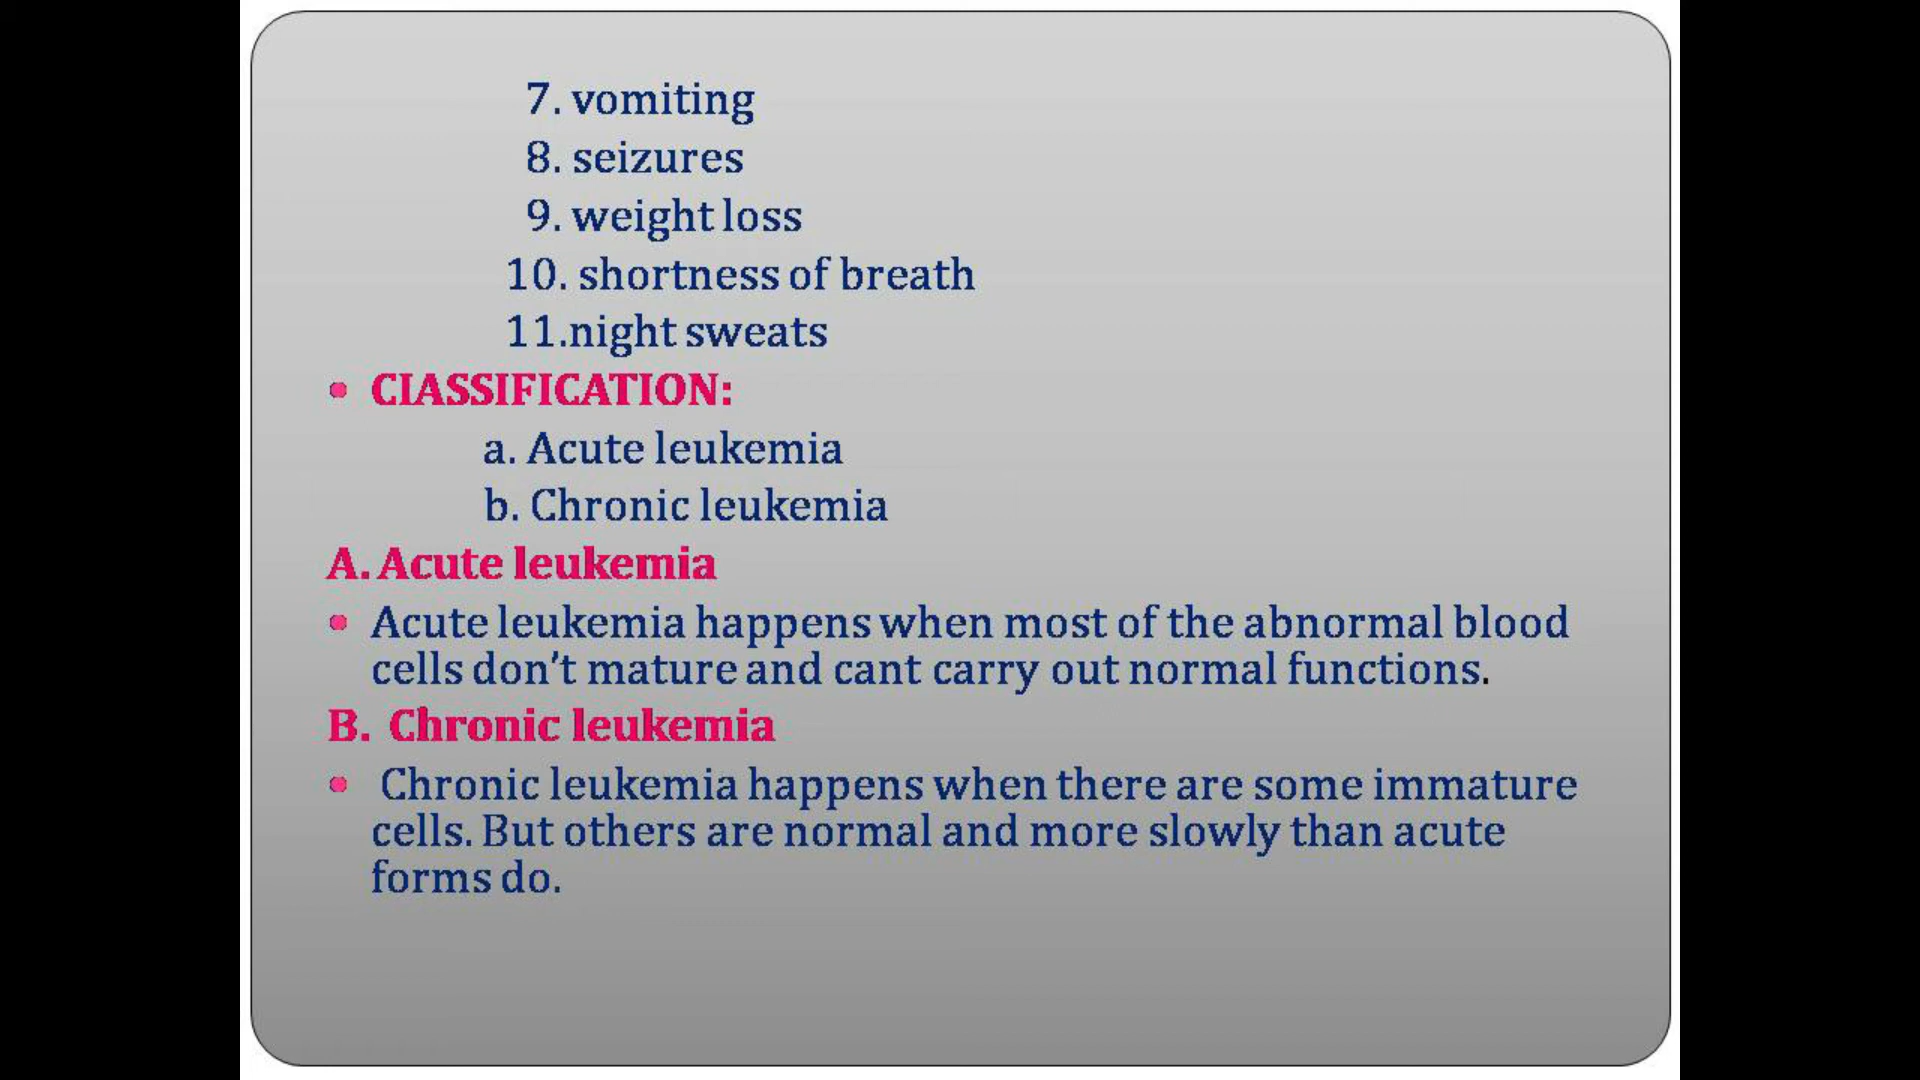 7. vomiting
8. seizures
9. weight loss
10. shortness of breath
11.night sweats
• ClASSIFICATION:
a. Acute leukemia
b. Chronic leukemia
A. Acute leukemia
• Acute leukemia happens when most of the abnormal blood
cells don’t mature and cant carry out normal functions.
B. Chronic leukemia
• Chronic leukemia happens when there are some immature
cells. But others are normal and more slowly than acute
forms do.